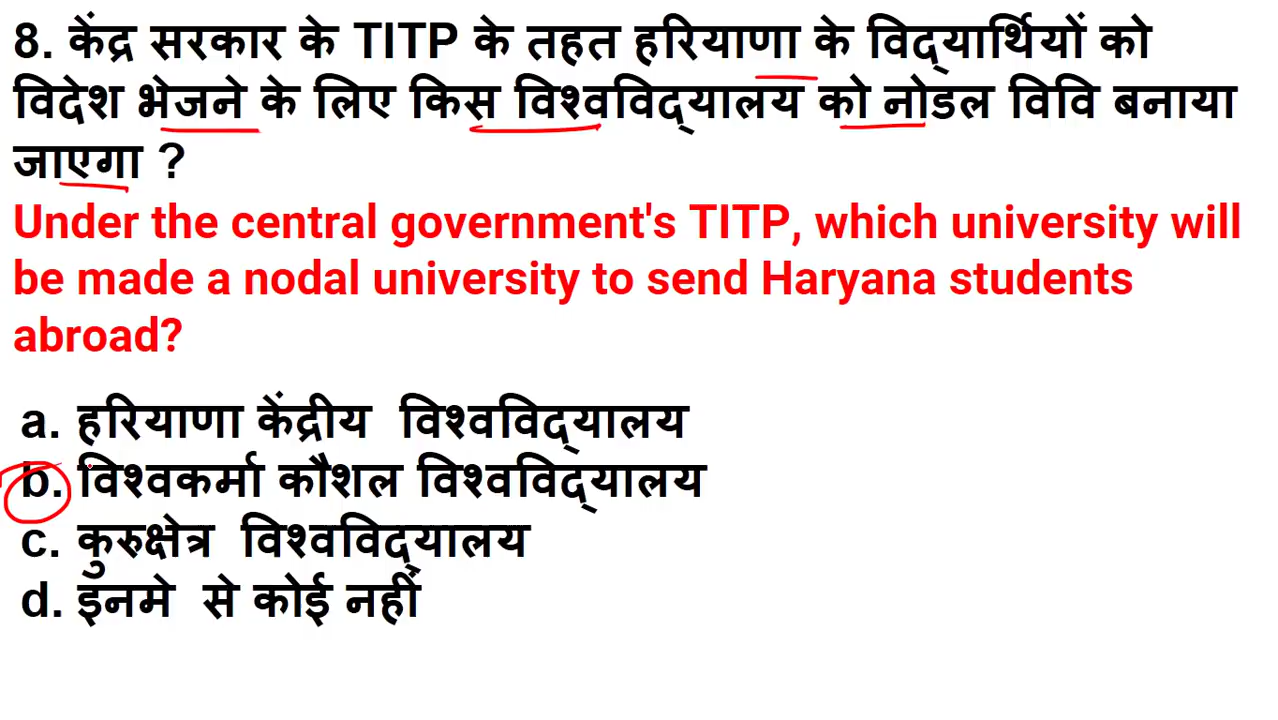 8. केंद्र सरकार के TITP के तहत हरियाणा के विद्यार्थियों को
विदेश भेजने के लिए किस विश्वविद्यालय को नोडल विवि बनाया
जाएगा ?
Under the central government's TITP, which university will
be made a nodal university to send Haryana students
abroad?
a. हरियाणा केंद्रीय विश्वविद्यालय
b. विश्वकर्मा कौशल विश्वविद्यालय
c. कुरुक्षेत्र विश्वविद्यालय
d. इनमे से कोई नहीं